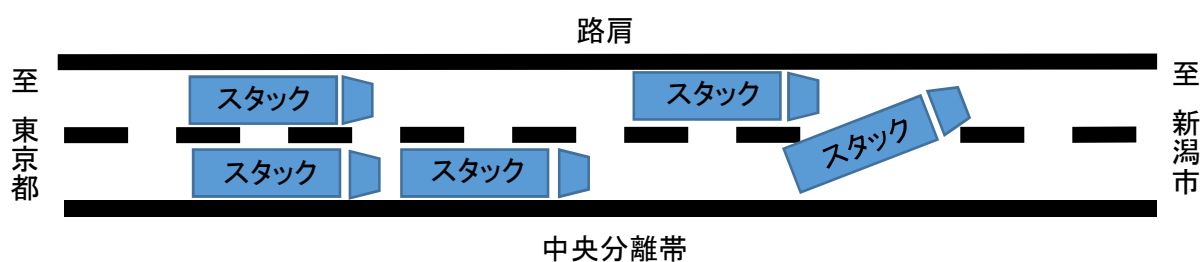 路肩
至 東京都
スタック
スタック
スタック
スタック
スタック
至 新潟市
中央分離帯